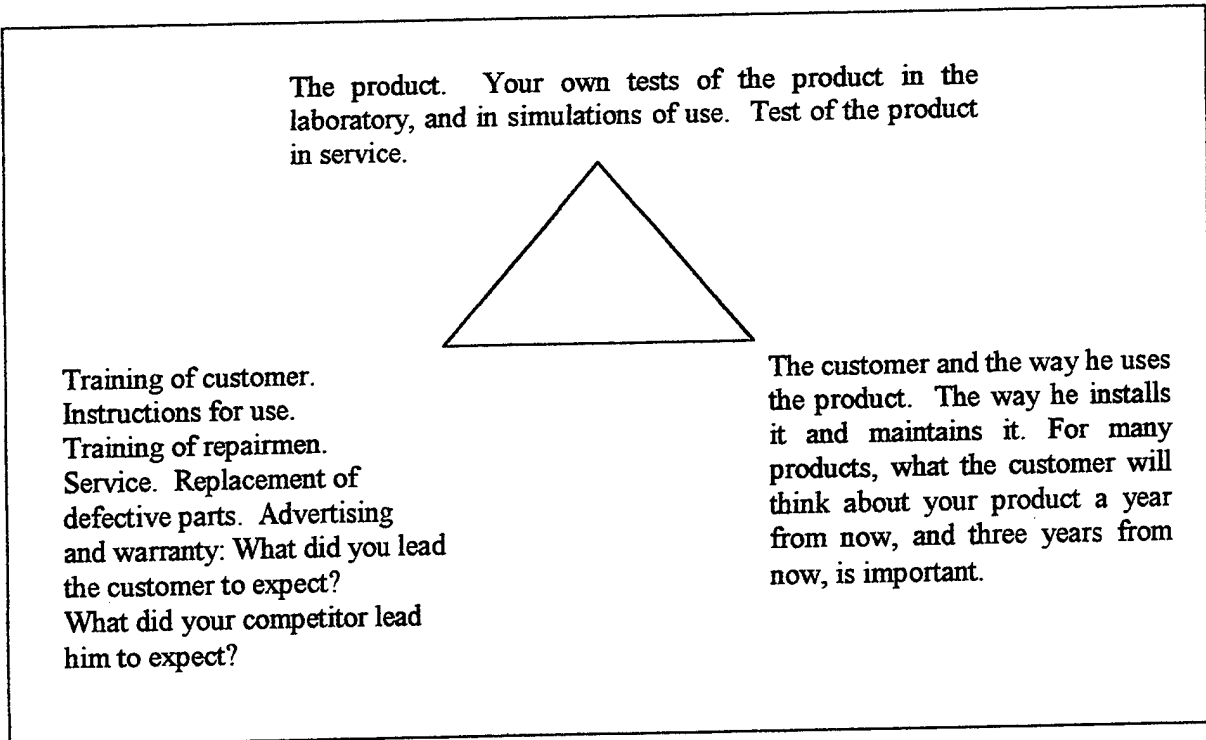 The product. Your own tests of the product in the
laboratory, and in simulations of use. Test of the product
in service.
Training of customer.
Instructions for use.
Training of repairmen.
Service. Replacement of
defective parts. Advertising
and warranty: What did you lead
the customer to expect?
What did your competitor lead
him to expect?
The customer and the way he uses
the product. The way he installs
it and maintains it. For many
products, what the customer will
think about your product a year
from now, and three years from
now, is important.